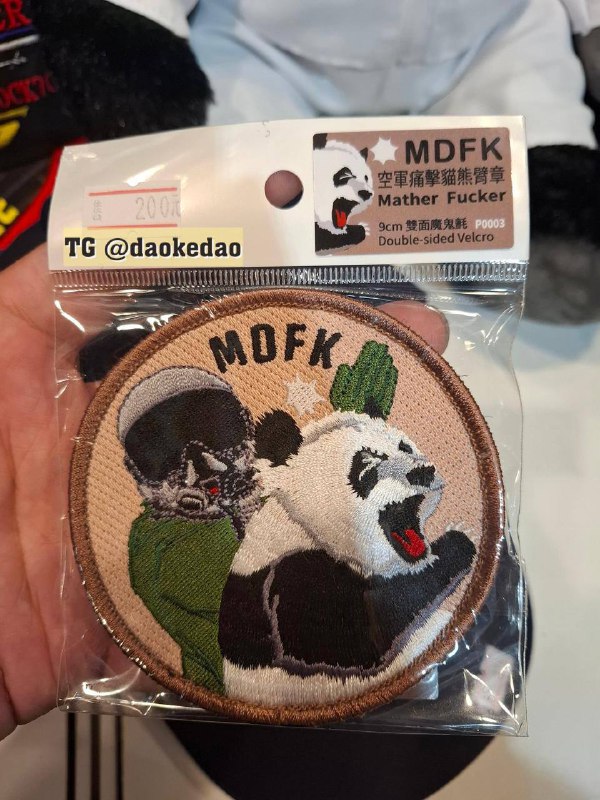 MDFK
空軍痛擊貓熊臂章
Mather Fucker
9cm 雙面魔鬼氈 P0003
Double-sided Velcro
200元
TG @daokedao
MDFK